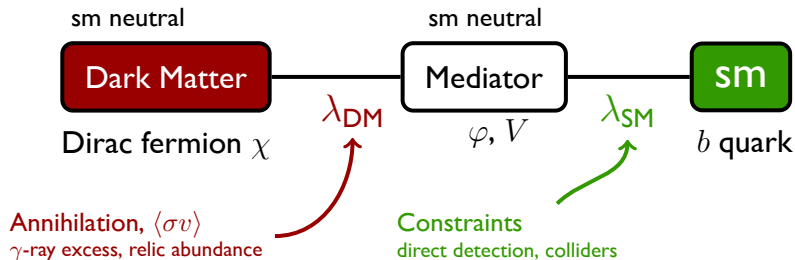 sm neutral
sm neutral
Dark Matter
Mediator
sm
λDM
λSM
Dirac fermion χ
φ, V
b quark
Annihilation, ⟨σv⟩
γ-ray excess, relic abundance
Constraints
direct detection, colliders